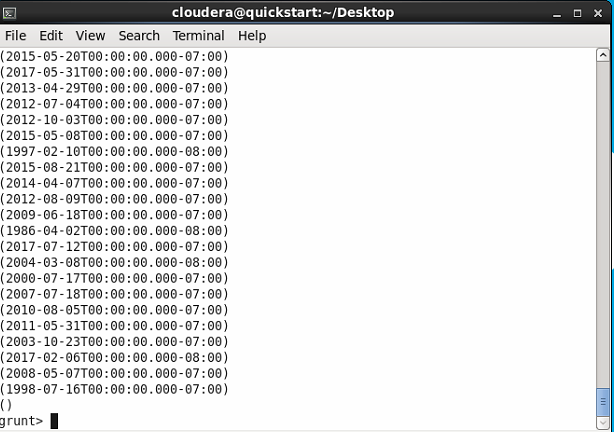 cloudera@quickstart:~/Desktop
File Edit View Search Terminal Help
(2015-05-20T00:00:00.000-07:00)
(2017-05-31T00:00:00.000-07:00)
(2013-04-29T00:00:00.000-07:00)
(2012-07-04T00:00:00.000-07:00)
(2012-10-03T00:00:00.000-07:00)
(2015-05-08T00:00:00.000-07:00)
(1997-02-10T00:00:00.000-08:00)
(2015-08-21T00:00:00.000-07:00)
(2014-04-07T00:00:00.000-07:00)
(2012-08-09T00:00:00.000-07:00)
(2009-06-18T00:00:00.000-07:00)
(1986-04-02T00:00:00.000-08:00)
(2017-07-12T00:00:00.000-07:00)
(2004-03-08T00:00:00.000-08:00)
(2000-07-17T00:00:00.000-07:00)
(2007-07-18T00:00:00.000-07:00)
(2010-08-05T00:00:00.000-07:00)
(2011-05-31T00:00:00.000-07:00)
(2003-10-23T00:00:00.000-07:00)
(2017-02-06T00:00:00.000-08:00)
(2008-05-07T00:00:00.000-07:00)
(1998-07-16T00:00:00.000-07:00)
()
grunt>